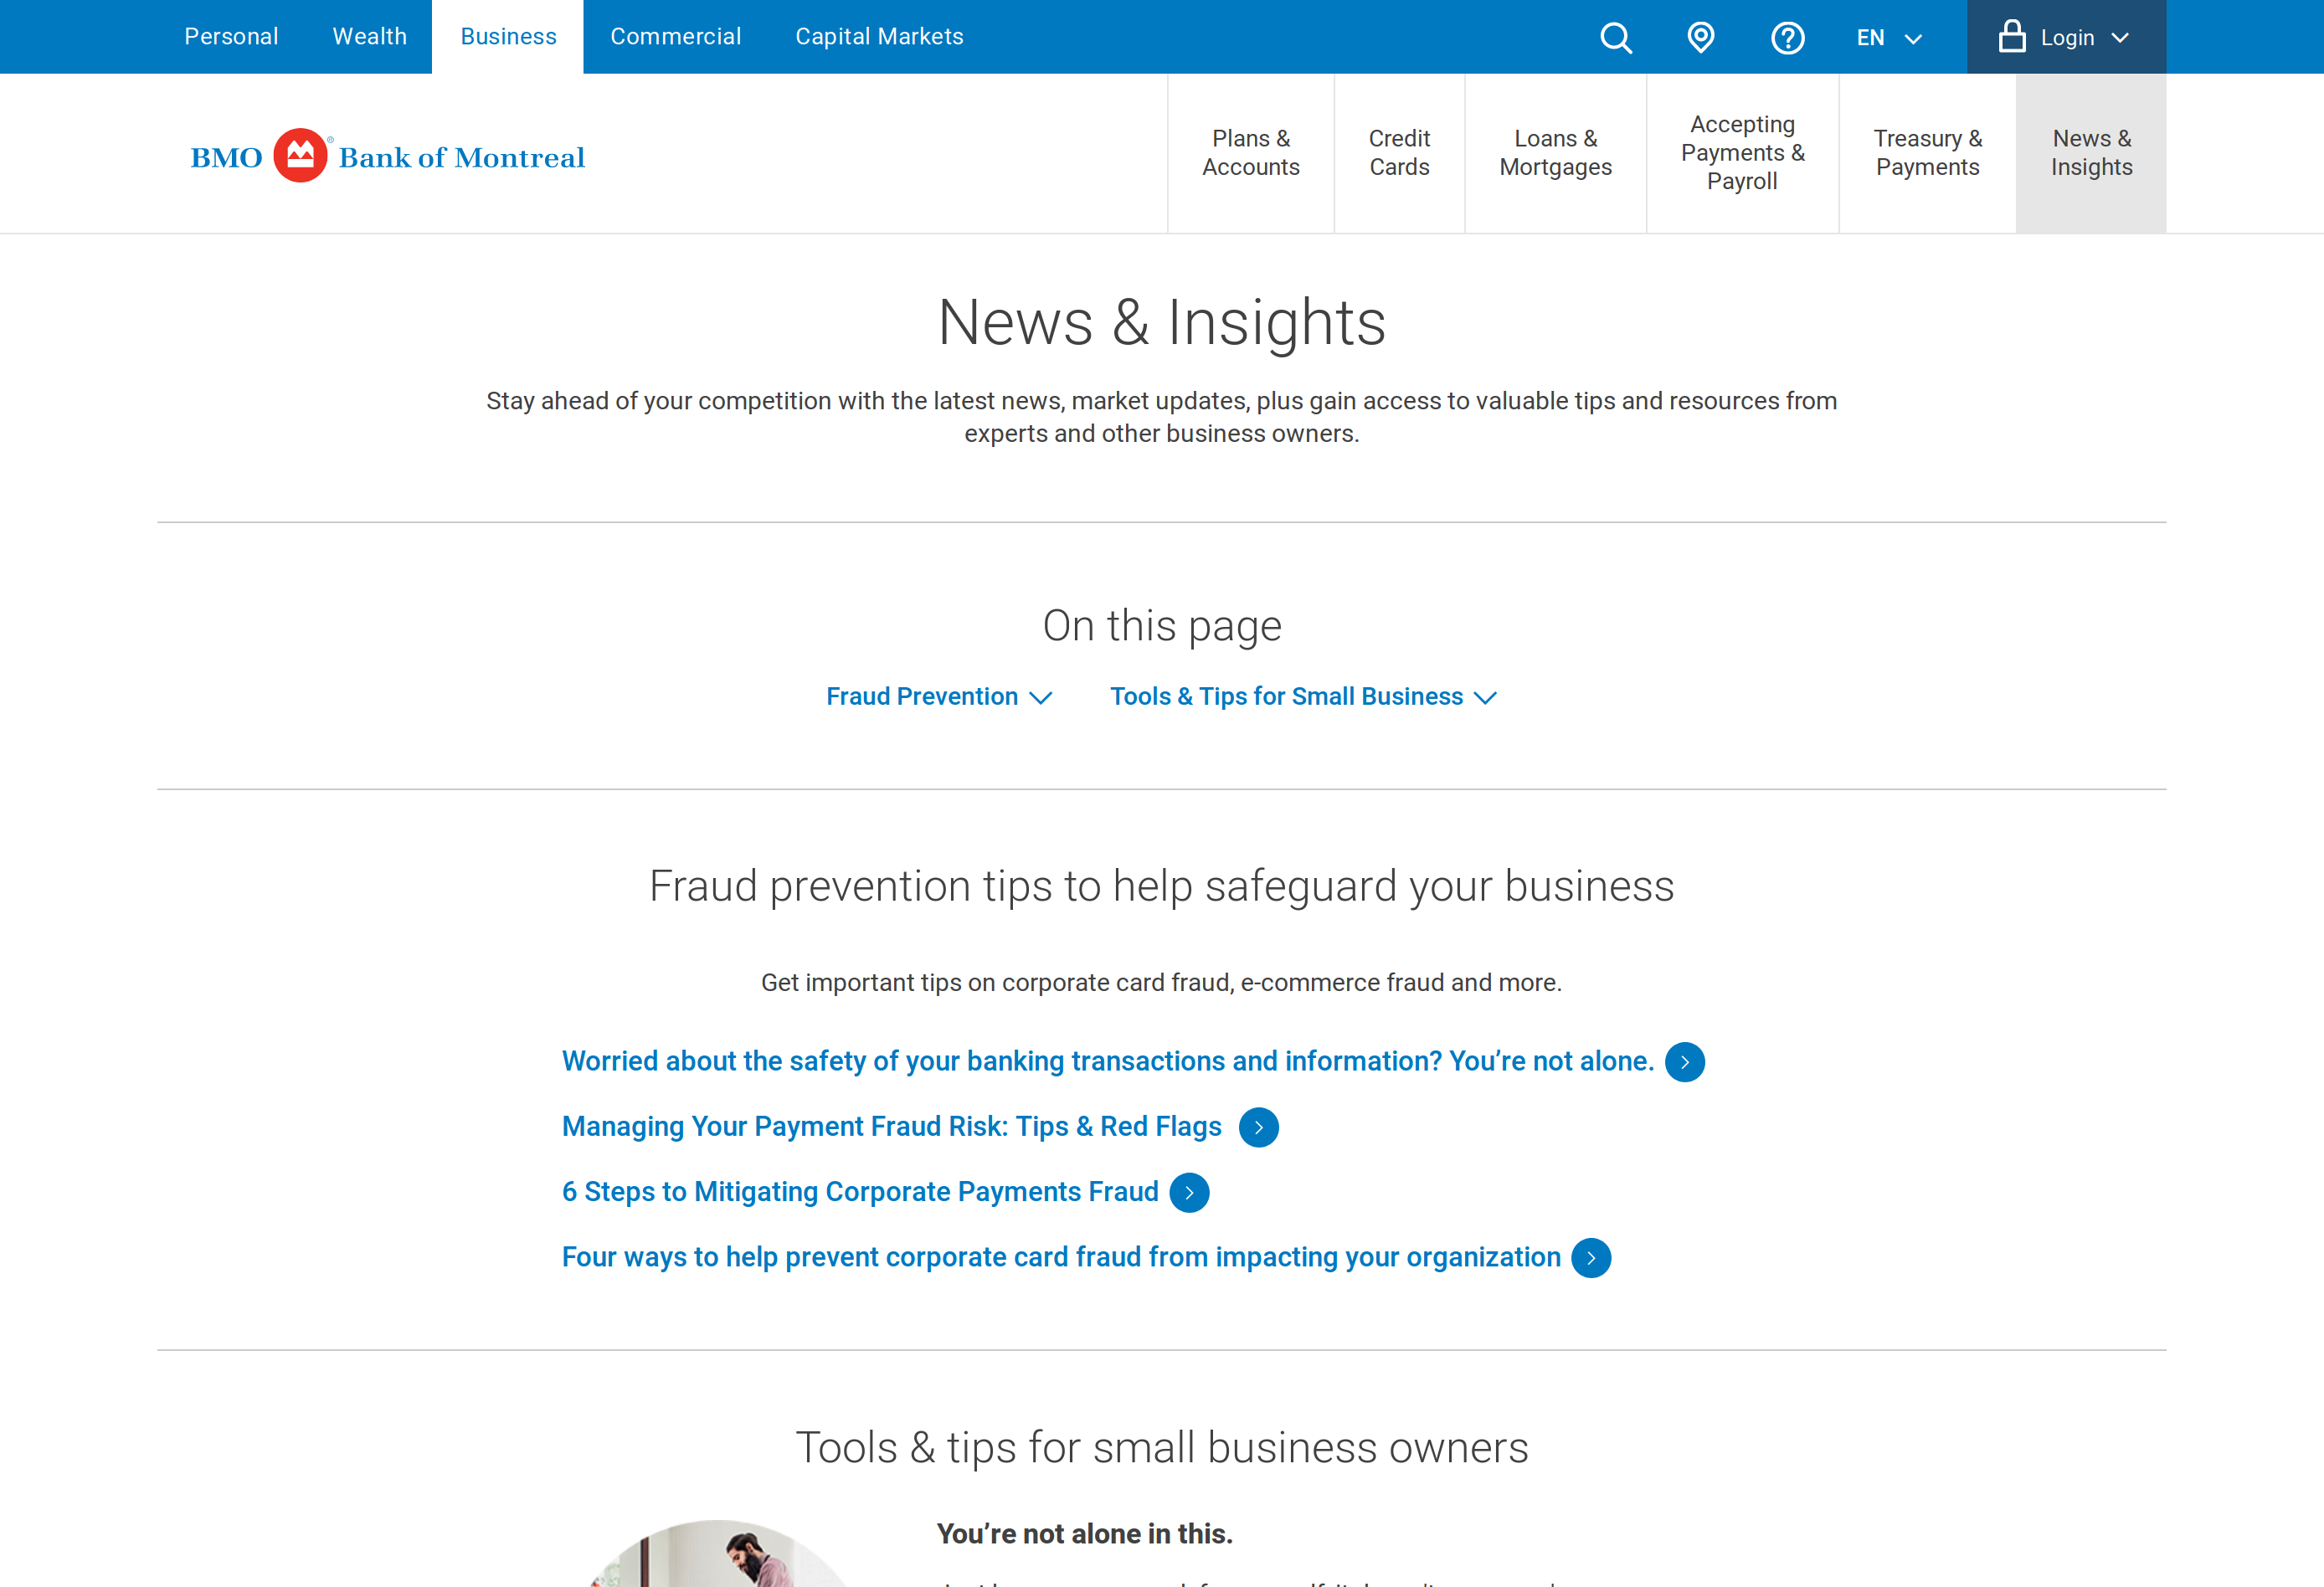 Personal
Wealth
Business
Commercial
Capital Markets
EN
Login
BMO Bank of Montreal
Plans &
Accounts
Credit
Cards
Loans &
Mortgages
Accepting
Payments &
Payroll
Treasury &
Payments
News &
Insights
News & Insights
Stay ahead of your competition with the latest news, market updates, plus gain access to valuable tips and resources from
experts and other business owners.
On this page
Fraud Prevention
Tools & Tips for Small Business
Fraud prevention tips to help safeguard your business
Get important tips on corporate card fraud, e-commerce fraud and more.
Worried about the safety of your banking transactions and information? You’re not alone.
Managing Your Payment Fraud Risk: Tips & Red Flags
6 Steps to Mitigating Corporate Payments Fraud
Four ways to help prevent corporate card fraud from impacting your organization
Tools & tips for small business owners
You’re not alone in this.